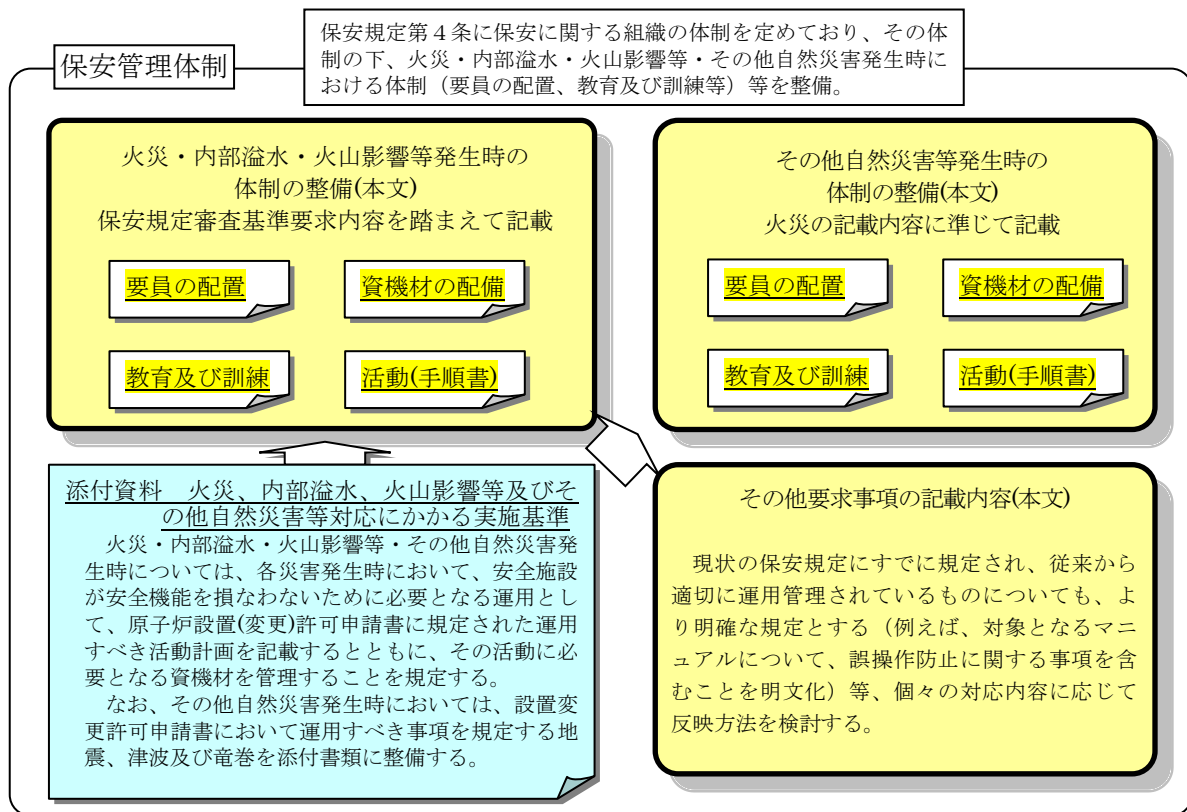 保安規定第４条に保安に関する組織の体制を定めており、その体
制の下、火災・内部溢水・火山影響等・その他自然災害発生時に
おける体制（要員の配置、教育及び訓練等）等を整備。
保安管理体制
火災・内部溢水・火山影響等発生時の
体制の整備(本文)
保安規定審査基準要求内容を踏まえて記載
要員の配置
資機材の配備
教育及び訓練
活動(手順書)
その他自然災害等発生時の
体制の整備(本文)
火災の記載内容に準じて記載
要員の配置
資機材の配備
教育及び訓練
活動(手順書)
添付資料　火災、内部溢水、火山影響等及びそ
の他自然災害等対応にかかる実施基準
火災・内部溢水・火山影響等・その他自然災害発
生時については、各災害発生時において、安全施設
が安全機能を損なわないために必要となる運用とし
て、原子炉設置(変更)許可申請書に規定された運用
すべき活動計画を記載するとともに、その活動に必
要となる資機材を管理することを規定する。
なお、その他自然災害発生時においては、設置変
更許可申請書において運用すべき事項を規定する地
震、津波及び竜巻を添付書類に整備する。
その他要求事項の記載内容(本文)
現状の保安規定にすでに規定され、従来から
適切に運用管理されているものについても、よ
り明確な規定とする（例えば、対象となるマニ
ュアルについて、誤操作防止に関する事項を含
むことを明文化）等、個々の対応内容に応じて
反映方法を検討する。